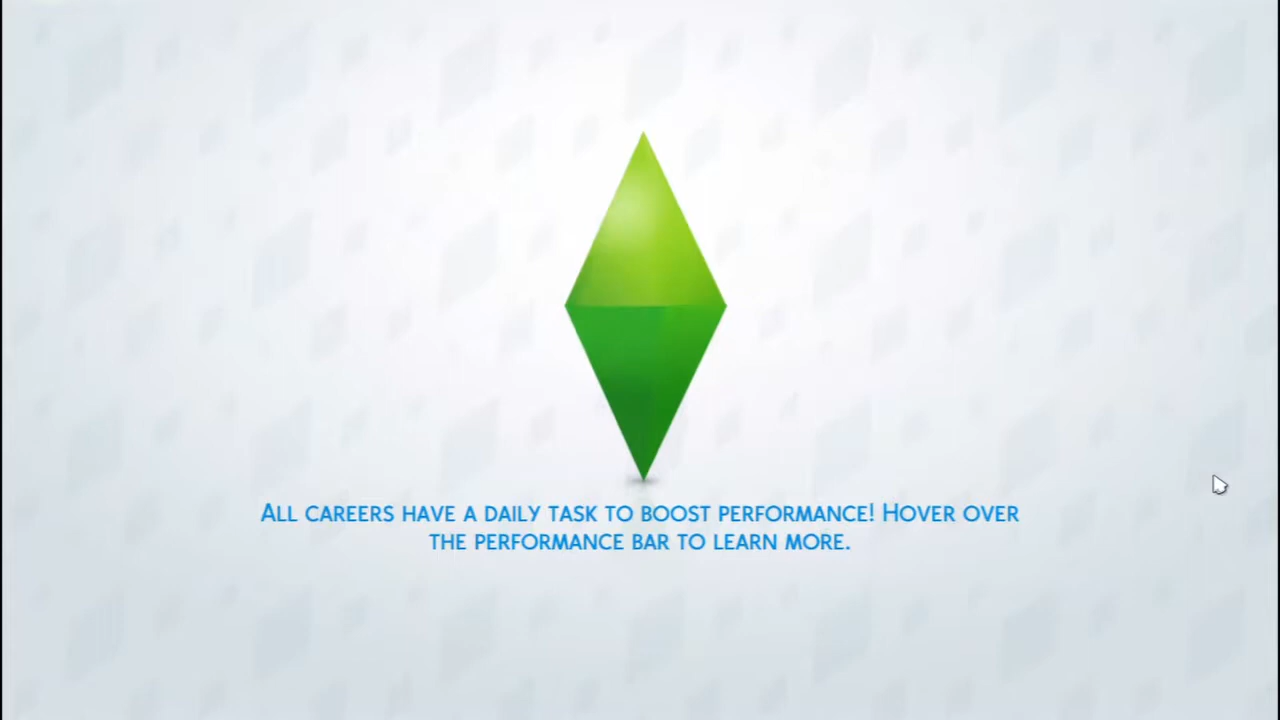 All careers have a daily task to boost performance! Hover over
the performance bar to learn more.